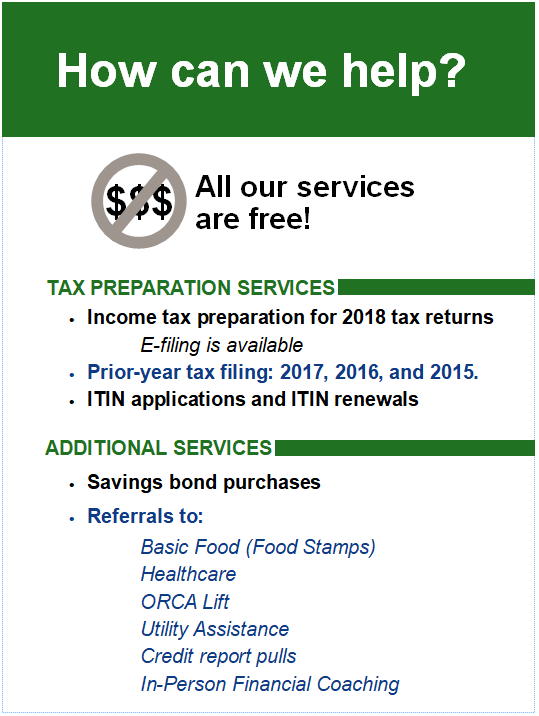 How can we help?
$$$
All our services
are free!
TAX PREPARATION SERVICES
• Income tax preparation for 2018 tax returns
E-filing is available
• Prior-year tax filing: 2017, 2016, and 2015.
• ITIN applications and ITIN renewals
ADDITIONAL SERVICES
• Savings bond purchases
• Referrals to:
Basic Food (Food Stamps)
Healthcare
ORCA Lift
Utility Assistance
Credit report pulls
In-Person Financial Coaching